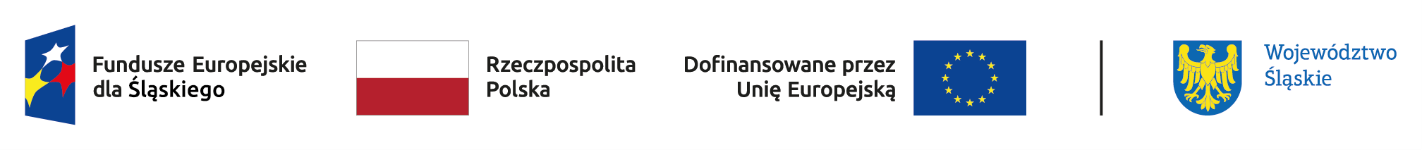 Fundusze Europejskie
dla Śląskiego
Rzeczpospolita
Polska
Dofinansowane przez
Unię Europejską
Województwo
Śląskie